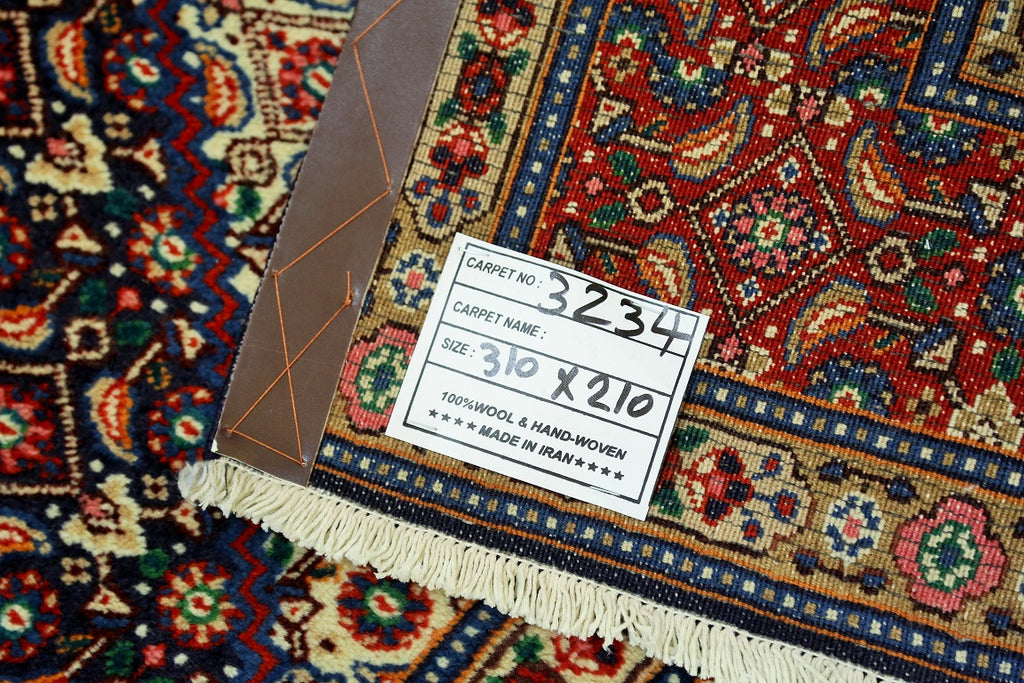 CARPET NO : 3234
CARPET NAME :
SIZE : 310 X 210
100%WOOL & HAND-WOVEN
★★★★ MADE IN IRAN ★★★★